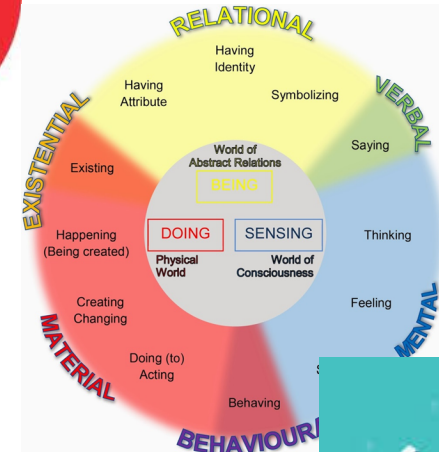 RELATIONAL
Having
Identity
Having
Attribute
Symbolizing
VERBAL
Saying
EXISTENTIAL
Existing
World of
Abstract Relations
BEING
DOING
Physical
World
SENSING
World of
Consciousness
Thinking
Feeling
MENTAL
Happening
(Being created)
Creating
Changing
Doing (to)
Acting
MATERIAL
Behaving
BEHAVIOURA